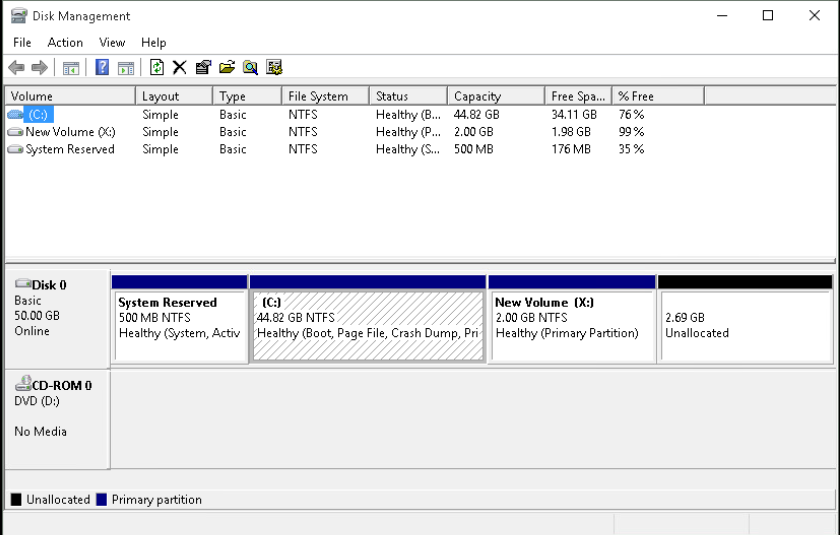 Disk Management
File Action View Help
Volume Layout Type File System Status Capacity Free Spa... % Free
(C:) Simple Basic NTFS Healthy (B... 44.82 GB 34.11 GB 76 %
New Volume (X:) Simple Basic NTFS Healthy (P... 2.00 GB 1.98 GB 99 %
System Reserved Simple Basic NTFS Healthy (S... 500 MB 176 MB 35 %
Disk 0
Basic
50.00 GB
Online
System Reserved
500 MB NTFS
Healthy (System, Activ
(C:)
44.82 GB NTFS
Healthy (Boot, Page File, Crash Dump, Pri
New Volume (X:)
2.00 GB NTFS
Healthy (Primary Partition)
2.69 GB
Unallocated
CD-ROM 0
DVD (D:)
No Media
Unallocated Primary partition